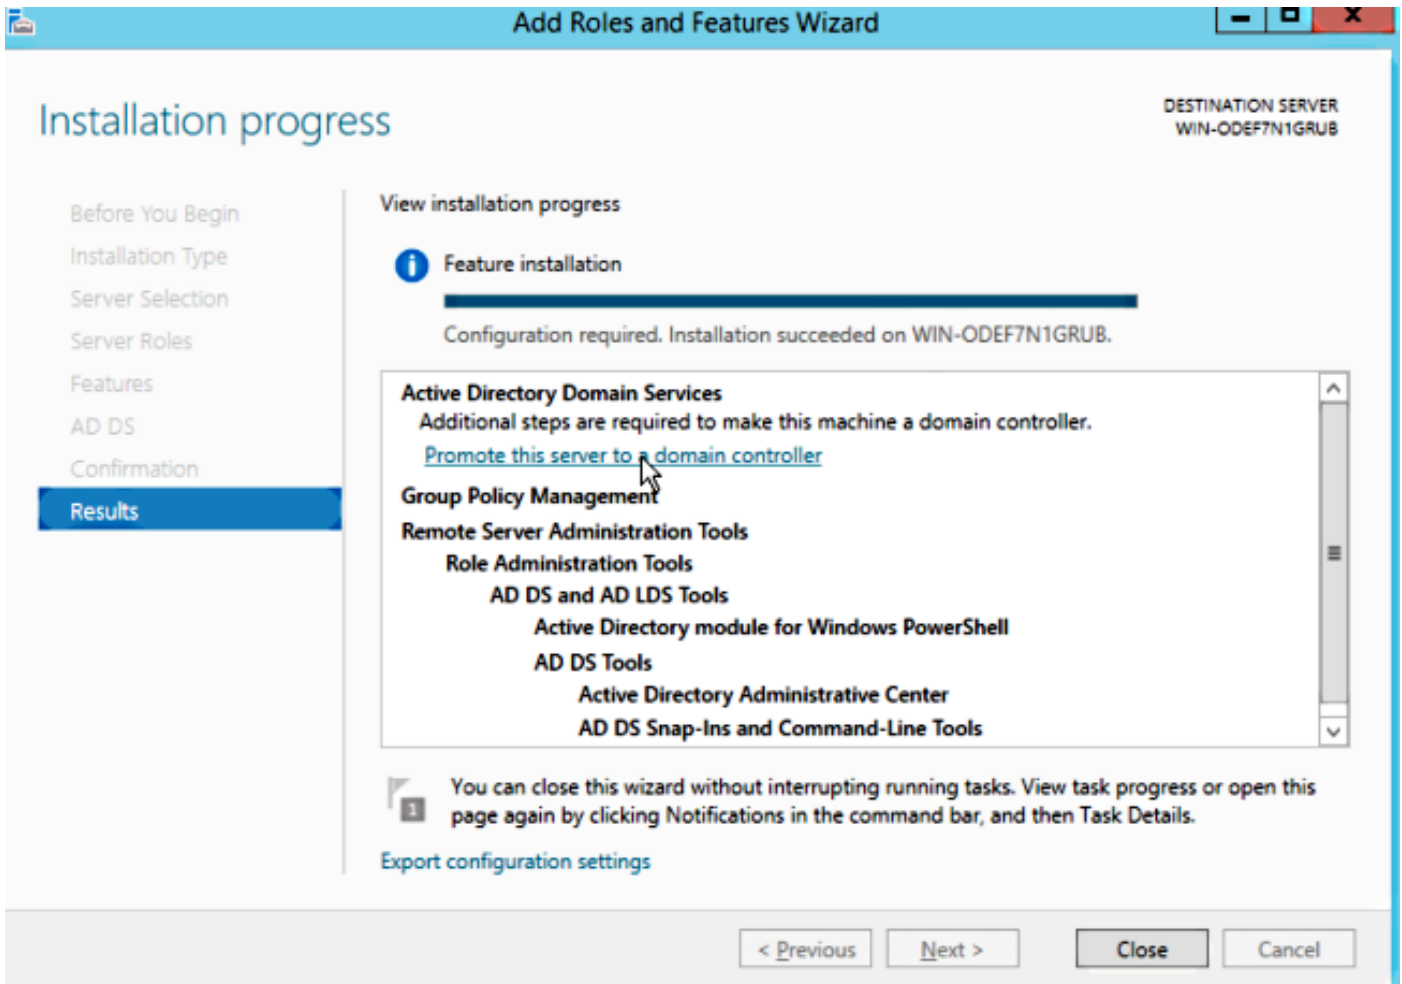 Add Roles and Features Wizard
Installation progress
DESTINATION SERVER
WIN-ODEF7N1GRUB
Before You Begin
Installation Type
Server Selection
Server Roles
Features
AD DS
Confirmation
Results
View installation progress
Feature installation
Configuration required. Installation succeeded on WIN-ODEF7N1GRUB.
Active Directory Domain Services
Additional steps are required to make this machine a domain controller.
Promote this server to a domain controller
Group Policy Management
Remote Server Administration Tools
Role Administration Tools
AD DS and AD LDS Tools
Active Directory module for Windows PowerShell
AD DS Tools
Active Directory Administrative Center
AD DS Snap-Ins and Command-Line Tools
1
You can close this wizard without interrupting running tasks. View task progress or open this
page again by clicking Notifications in the command bar, and then Task Details.
Export configuration settings
< Previous
Next >
Close
Cancel